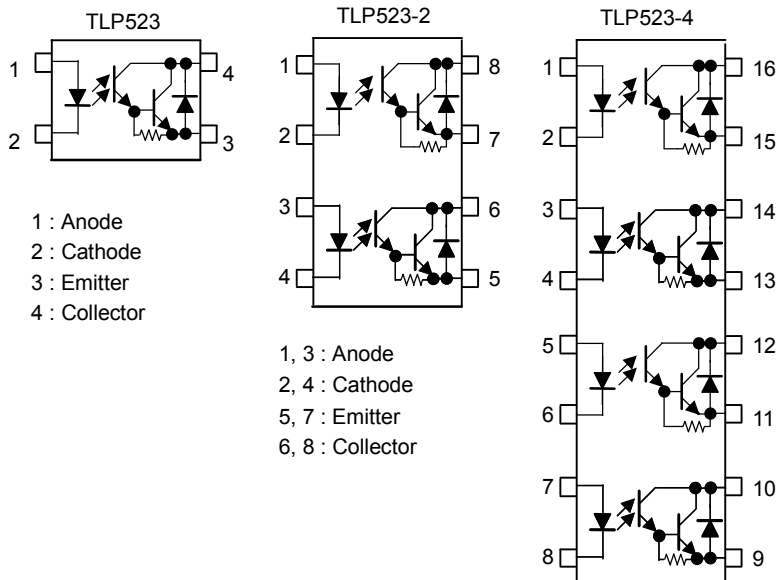 TLP523
1
4
2
3
1 : Anode
2 : Cathode
3 : Emitter
4 : Collector
TLP523-2
1
8
2
7
3
6
4
5
1, 3 : Anode
2, 4 : Cathode
5, 7 : Emitter
6, 8 : Collector
TLP523-4
1
16
2
15
3
14
4
13
5
12
6
11
7
10
8
9